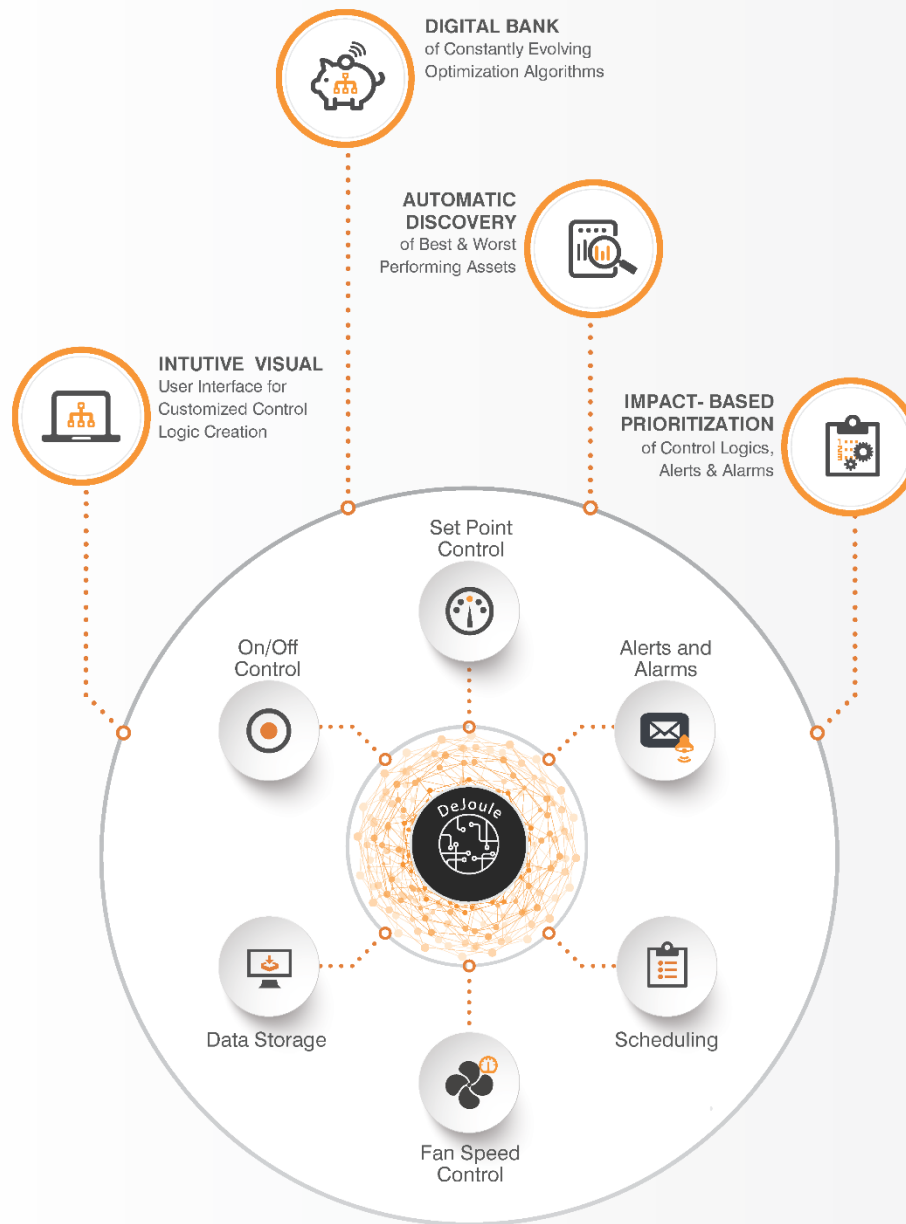 DIGITAL BANK
of Constantly Evolving
Optimization Algorithms
AUTOMATIC
DISCOVERY
of Best & Worst
Performing Assets
INTUTIVE VISUAL
User Interface for
Customized Control
Logic Creation
IMPACT- BASED
PRIORITIZATION
of Control Logics,
Alerts & Alarms
Set Point
Control
On/Off
Control
Alerts and
Alarms
DeJoule
Data Storage
Scheduling
Fan Speed
Control